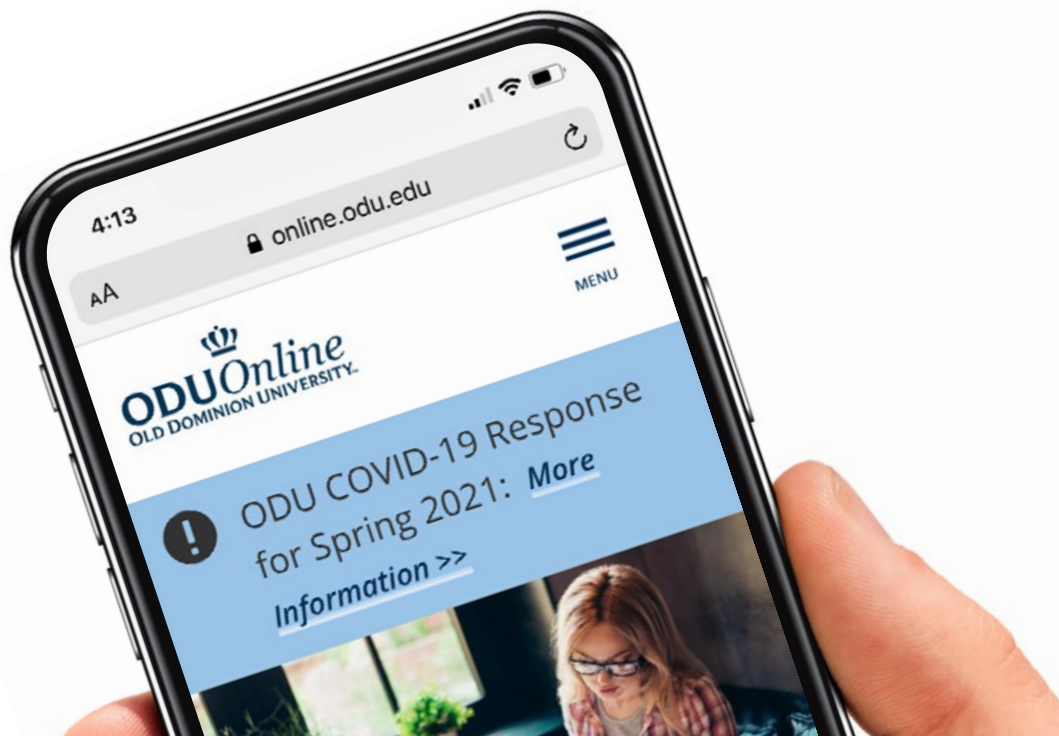 4:13
AA
online.odu.edu
MENU
ODUOnline
OLD DOMINION UNIVERSITY™
ODU COVID-19 Response
for Spring 2021: More
Information >>